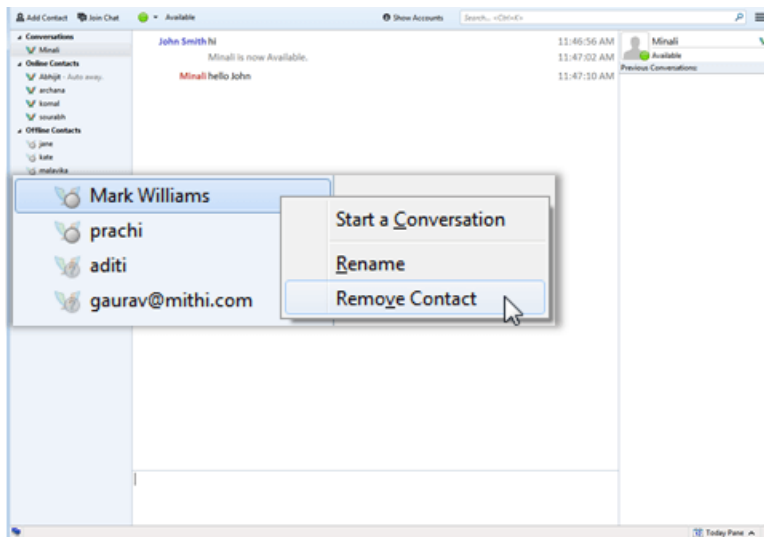 Add Contact Join Chat Available Show Accounts Search... <Ctrl+K>
Conversations
Minali
Online Contacts
Abhijit - Auto away.
archana
komal
sourabh
Offline Contacts
jane
kate
malavika
John Smith hi 11:46:56 AM
Minali is now Available. 11:47:02 AM
Minali hello John 11:47:10 AM
Minali
Available
Previous Conversations:
Mark Williams
prachi
aditi
gaurav@mithi.com
Start a Conversation
Rename
Remove Contact
Today Pane